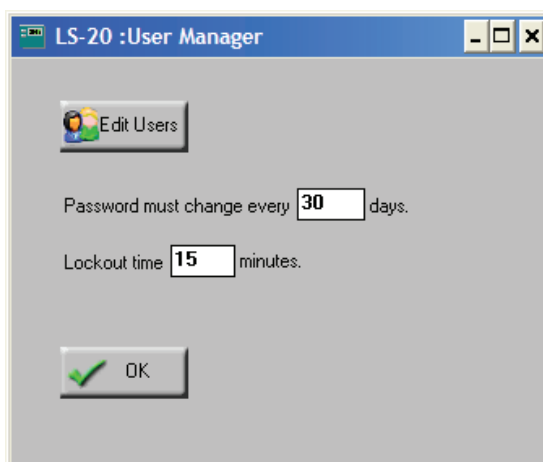 LS-20 :User Manager
Edit Users
Password must change every 30 days.
Lockout time 15 minutes.
OK